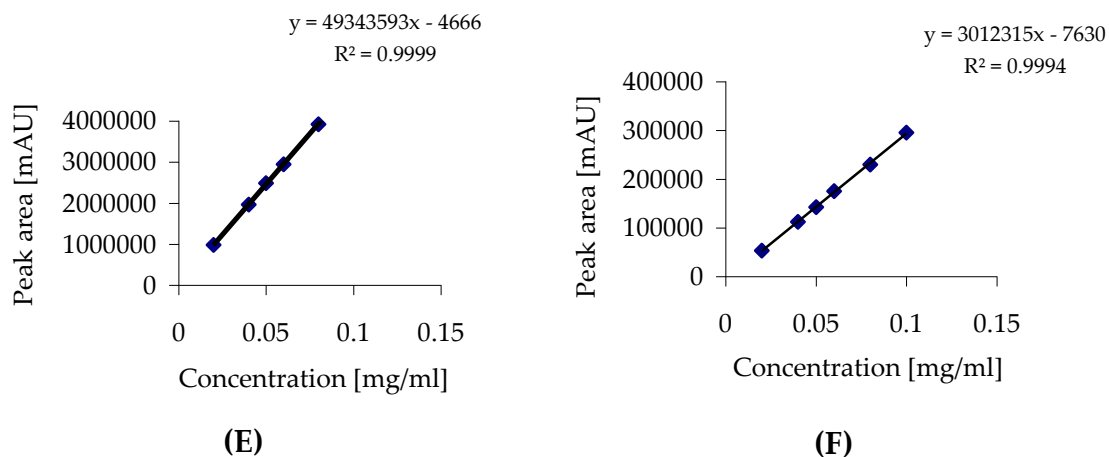 y = 49343593x - 4666
R² = 0.9999
Peak area [mAU]
4000000
3000000
2000000
1000000
0
0 0.05 0.1 0.15
Concentration [mg/ml]
(E)
y = 3012315x - 7630
R² = 0.9994
Peak area [mAU]
400000
300000
200000
100000
0
0 0.05 0.1 0.15
Concentration [mg/ml]
(F)